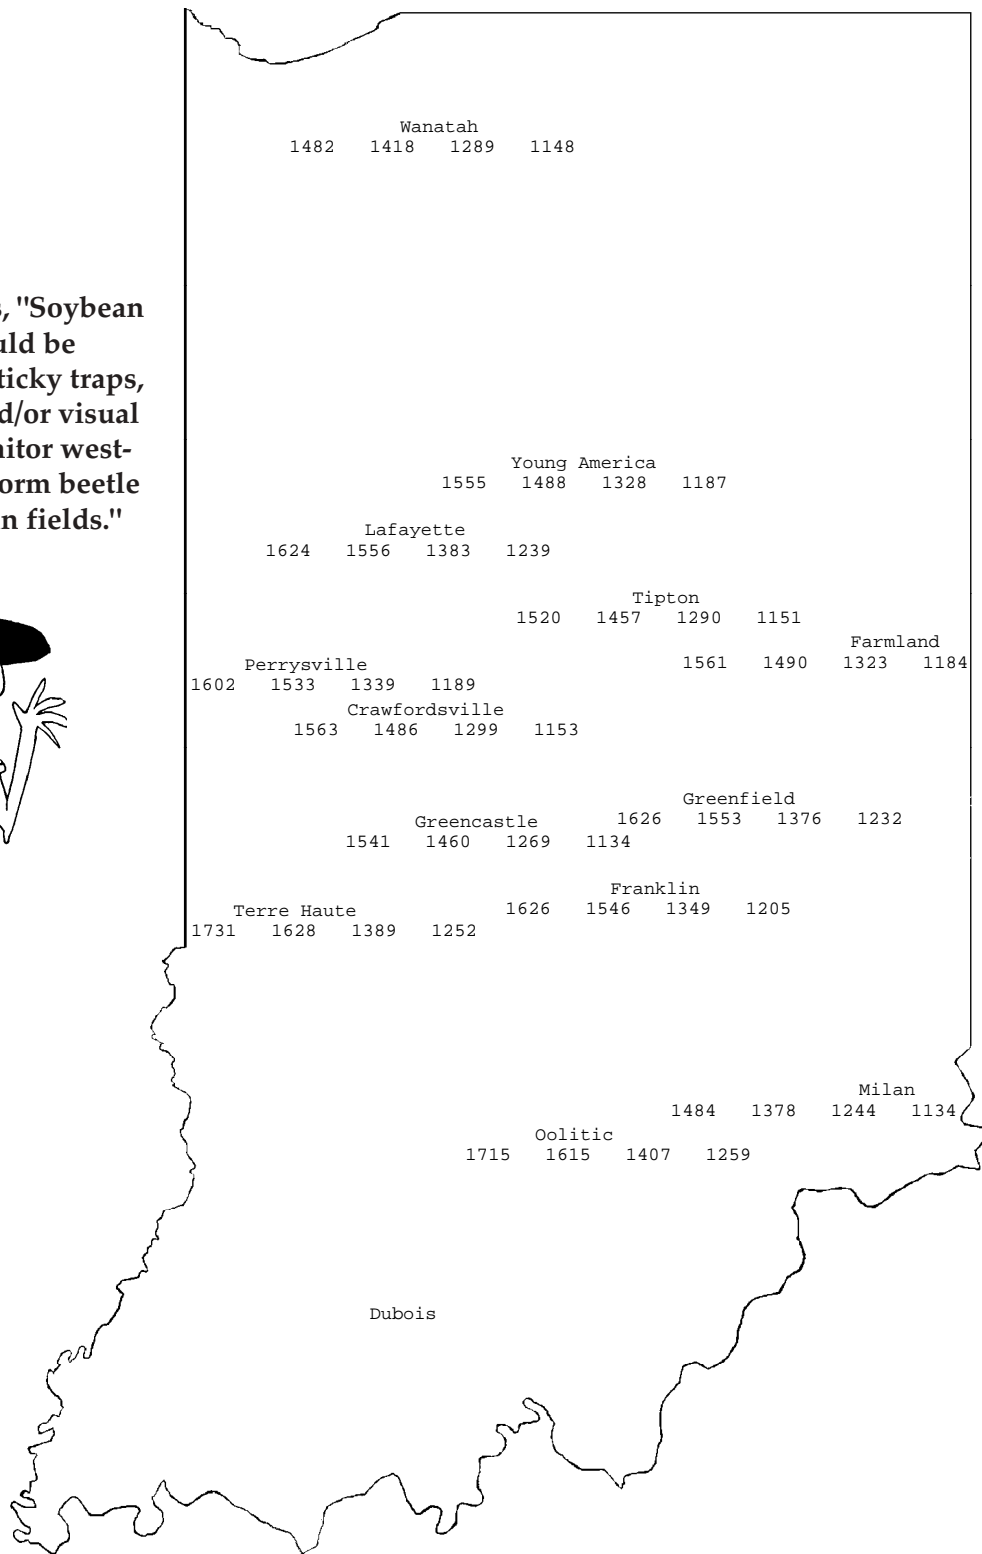 Wanatah
1482 1418 1289 1148
, "Soybean
be
ticky traps,
visual
west-
beetle
n fields."
Young America
1555 1488 1328 1187
Lafayette
1624 1556 1383 1239
Tipton
1520 1457 1290 1151
Farmland
1561 1490 1323 1184
Perrysville
1602 1533 1339 1189
Crawfordsville
1563 1486 1299 1153
Greenfield
1626 1553 1376 1232
Greencastle
1541 1460 1269 1134
Franklin
1626 1546 1349 1205
Terre Haute
1731 1628 1389 1252
Milan
1484 1378 1244 1134
Oolitic
1715 1615 1407 1259
Dubois